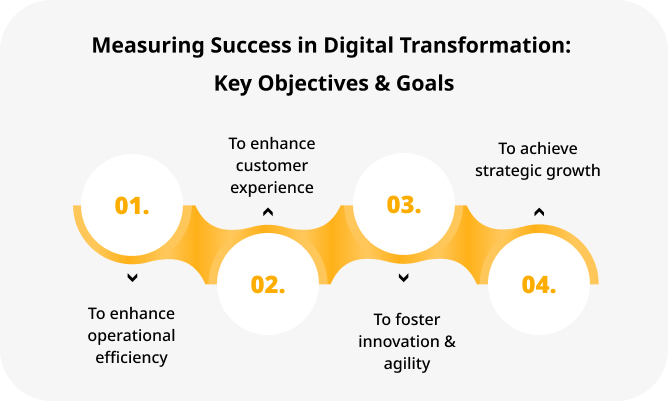 Measuring Success in Digital Transformation:
Key Objectives & Goals
01.
To enhance
operational
efficiency
To enhance
customer
experience
02.
03.
To foster
innovation &
agility
To achieve
strategic growth
04.